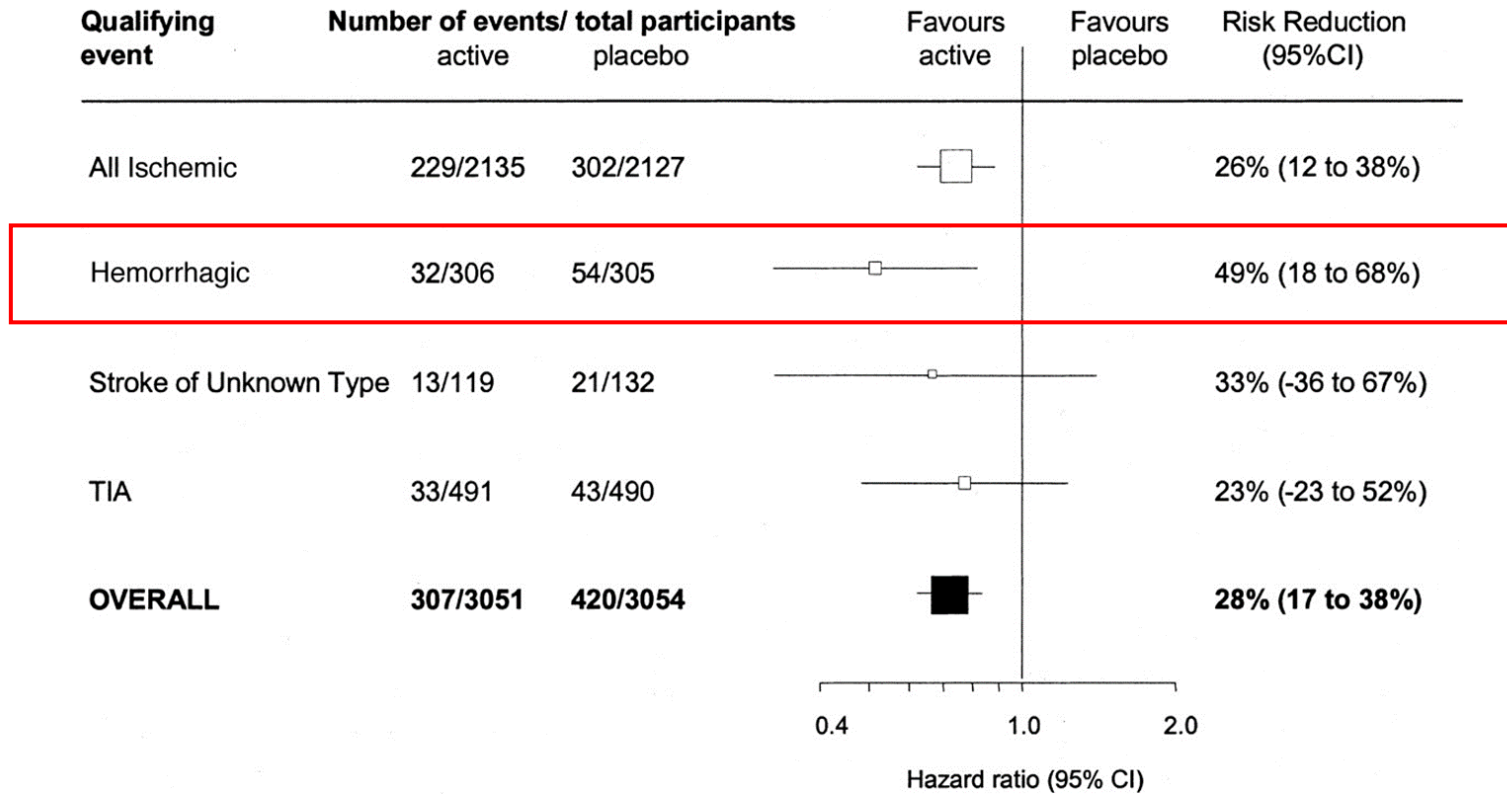 Qualifying event Number of events/ total participants Favours Favours Risk Reduction
active placebo active placebo (95%CI)
All Ischemic 229/2135 302/2127 26% (12 to 38%)
Hemorrhagic 32/306 54/305 49% (18 to 68%)
Stroke of Unknown Type 13/119 21/132 33% (-36 to 67%)
TIA 33/491 43/490 23% (-23 to 52%)
OVERALL 307/3051 420/3054 28% (17 to 38%)
0.4 1.0 2.0
Hazard ratio (95% CI)